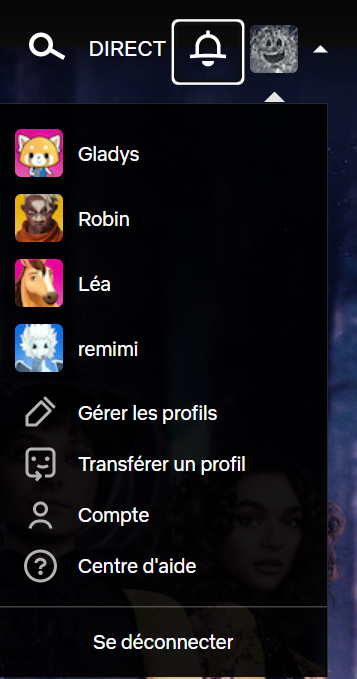 DIRECT
Gladys
Robin
Léa
remimi
Gérer les profils
Transférer un profil
Compte
Centre d'aide
Se déconnecter